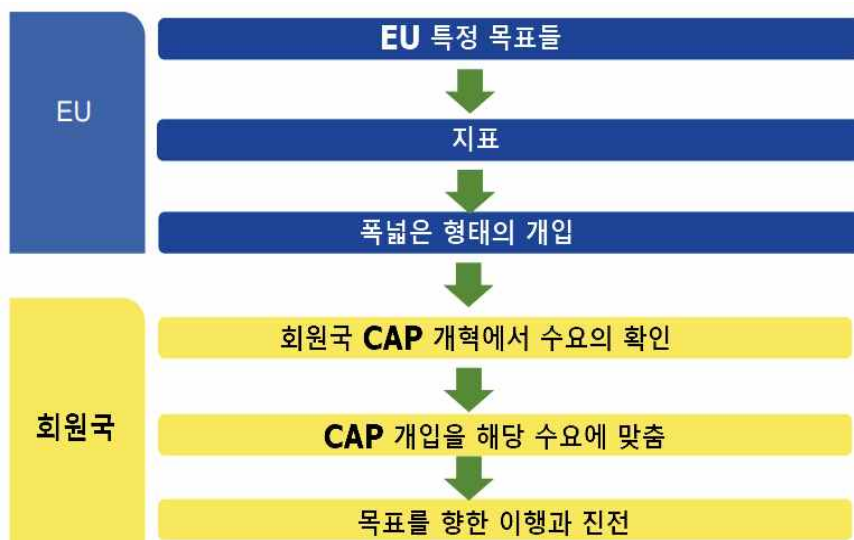 EU
EU 특정 목표들
지표
폭넓은 형태의 개입
회원국
회원국 CAP 개혁에서 수요의 확인
CAP 개입을 해당 수요에 맞춤
목표를 향한 이행과 진전